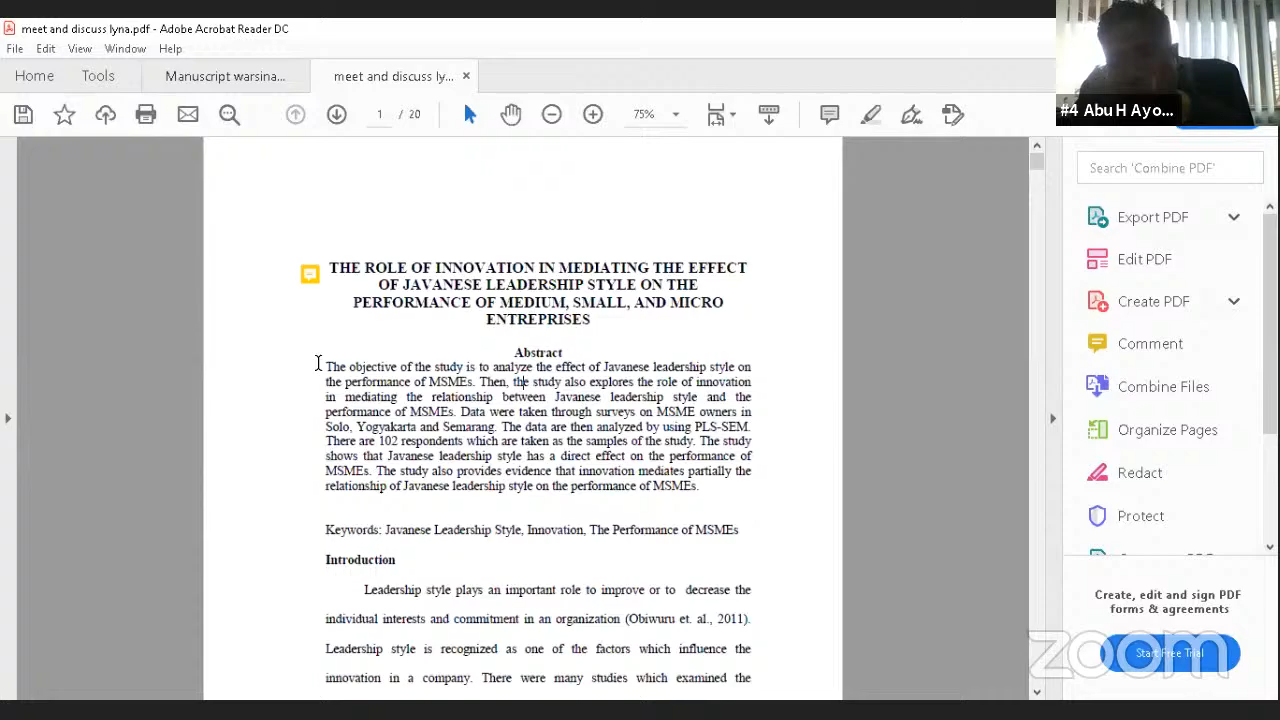 meet and discuss lyna.pdf - Adobe Acrobat Reader DC
File Edit View Window Help
Home Tools Manuscript warsina... meet and discuss ly... ×
1 / 20 75%
#4 Abu H Ayo...
THE ROLE OF INNOVATION IN MEDIATING THE EFFECT
OF JAVANESE LEADERSHIP STYLE ON THE
PERFORMANCE OF MEDIUM, SMALL, AND MICRO
ENTREPRISES
Abstract
The objective of the study is to analyze the effect of Javanese leadership style on
the performance of MSMEs. Then, the study also explores the role of innovation
in mediating the relationship between Javanese leadership style and the
performance of MSMEs. Data were taken through surveys on MSME owners in
Solo, Yogyakarta and Semarang. The data are then analyzed by using PLS-SEM.
There are 102 respondents which are taken as the samples of the study. The study
shows that Javanese leadership style has a direct effect on the performance of
MSMEs. The study also provides evidence that innovation mediates partially the
relationship of Javanese leadership style on the performance of MSMEs.
Keywords: Javanese Leadership Style, Innovation, The Performance of MSMEs
Introduction
Leadership style plays an important role to improve or to decrease the
individual interests and commitment in an organization (Obiwuru et. al., 2011).
Leadership style is recognized as one of the factors which influence the
innovation in a company. There were many studies which examined the
Search 'Combine PDF'
Export PDF
Edit PDF
Create PDF
Comment
Combine Files
Organize Pages
Redact
Protect
Create, edit and sign PDF
forms & agreements
Start Free Trial
zoom